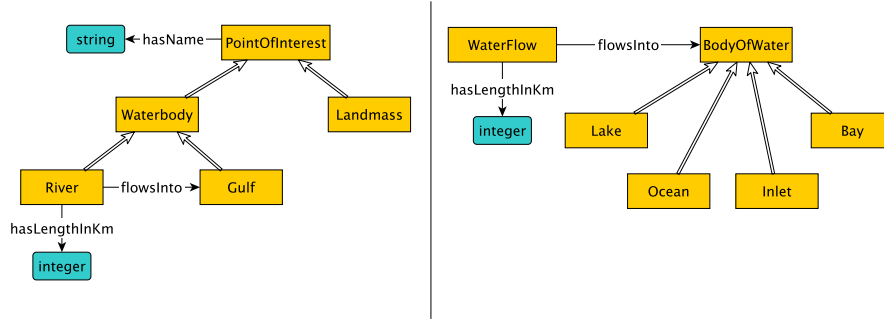 string
hasName
PointOfInterest
Waterbody
Landmass
River
flowsInto
Gulf
hasLengthInKm
integer
WaterFlow
flowsInto
BodyOfWater
hasLengthInKm
integer
Lake
Bay
Ocean
Inlet